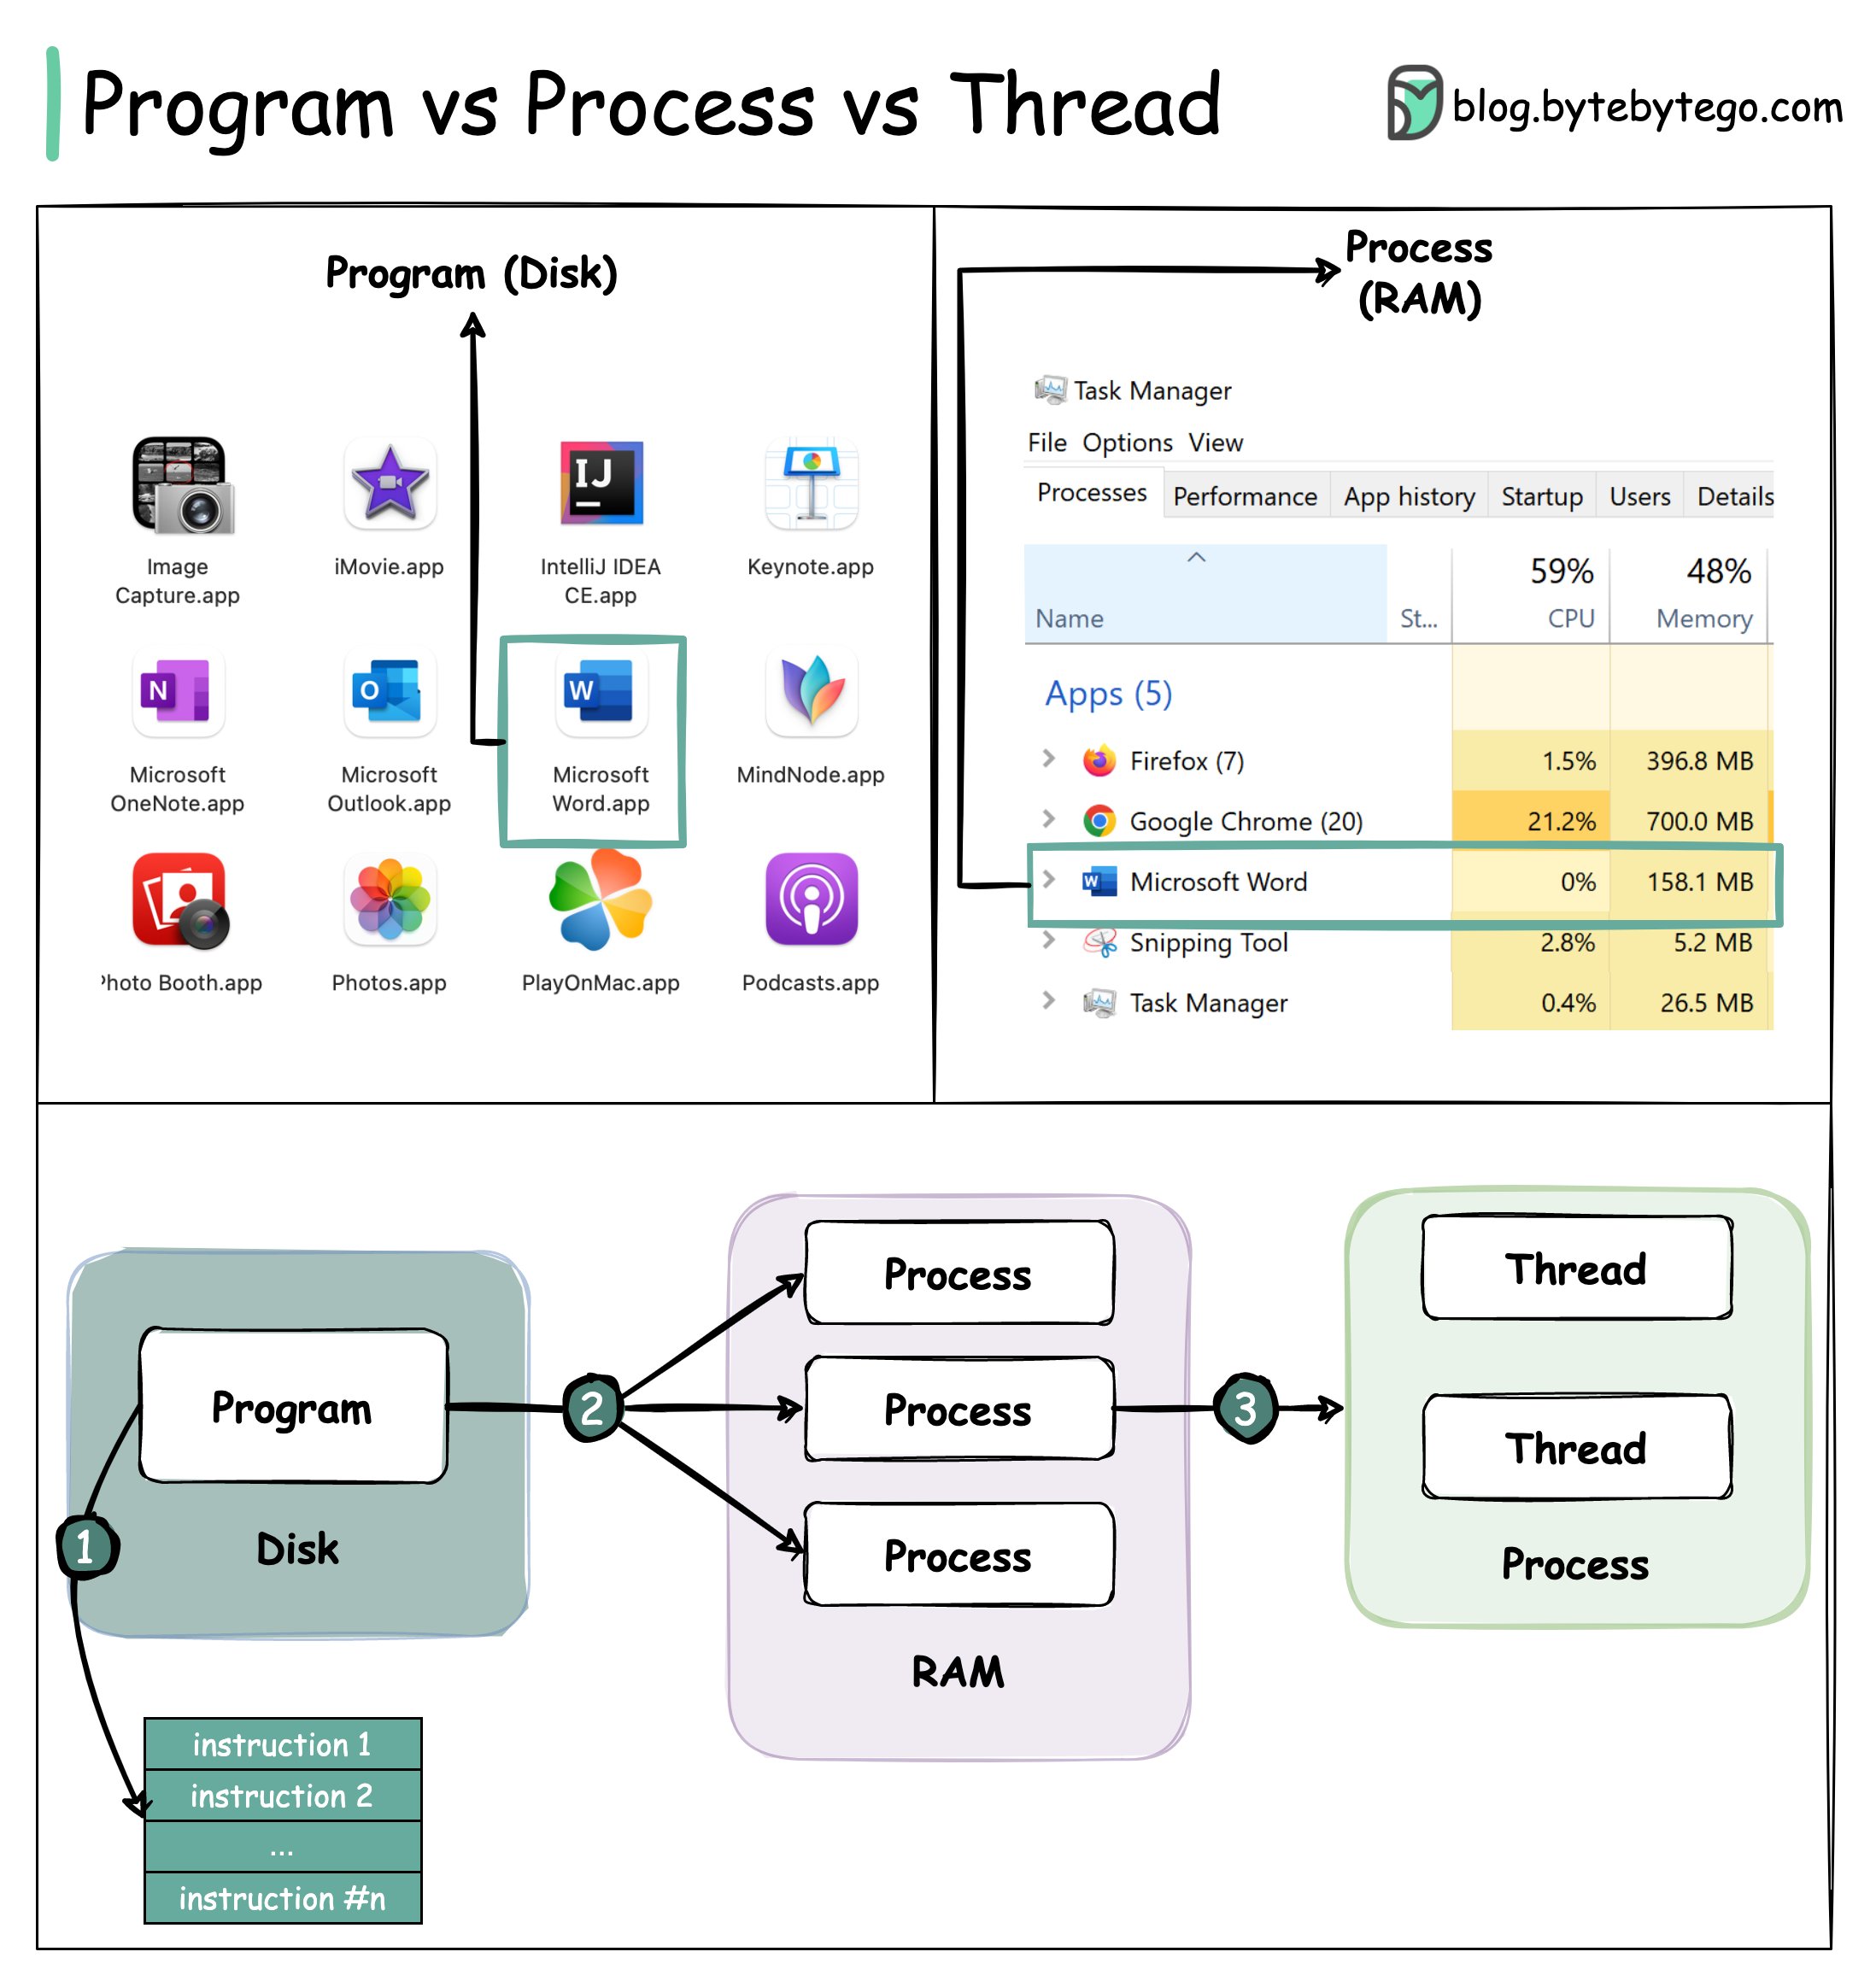 Program vs Process vs Thread
blog.bytebytego.com
Program (Disk)
Image
Capture.app
iMovie.app
IJ
IntelliJ IDEA
CE.app
Keynote.app
N
Microsoft
OneNote.app
O
Microsoft
Outlook.app
W
Microsoft
Word.app
MindNode.app
Photo Booth.app
Photos.app
PlayOnMac.app
Podcasts.app
Process
(RAM)
Task Manager
File Options View
Processes Performance App history Startup Users Details
59% 48%
Name St... CPU Memory
Apps (5)
Firefox (7) 1.5% 396.8 MB
Google Chrome (20) 21.2% 700.0 MB
W Microsoft Word 0% 158.1 MB
Snipping Tool 2.8% 5.2 MB
Task Manager 0.4% 26.5 MB
Program
Disk
1
instruction 1
instruction 2
...
instruction #n
2
Process
Process
Process
RAM
3
Thread
Thread
Process